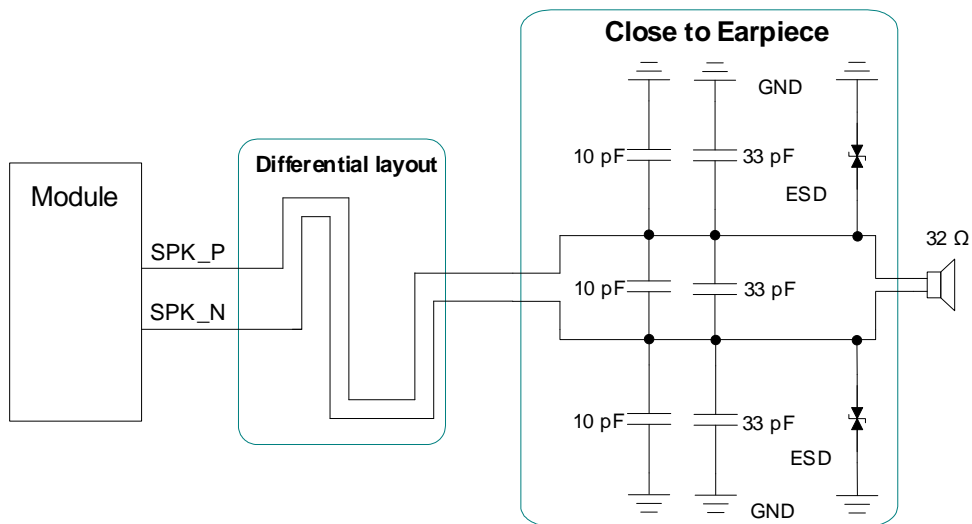 Close to Earpiece
GND
10 pF
33 pF
ESD
Differential layout
Module
SPK_P
SPK_N
10 pF
33 pF
32 Ω
10 pF
33 pF
ESD
GND